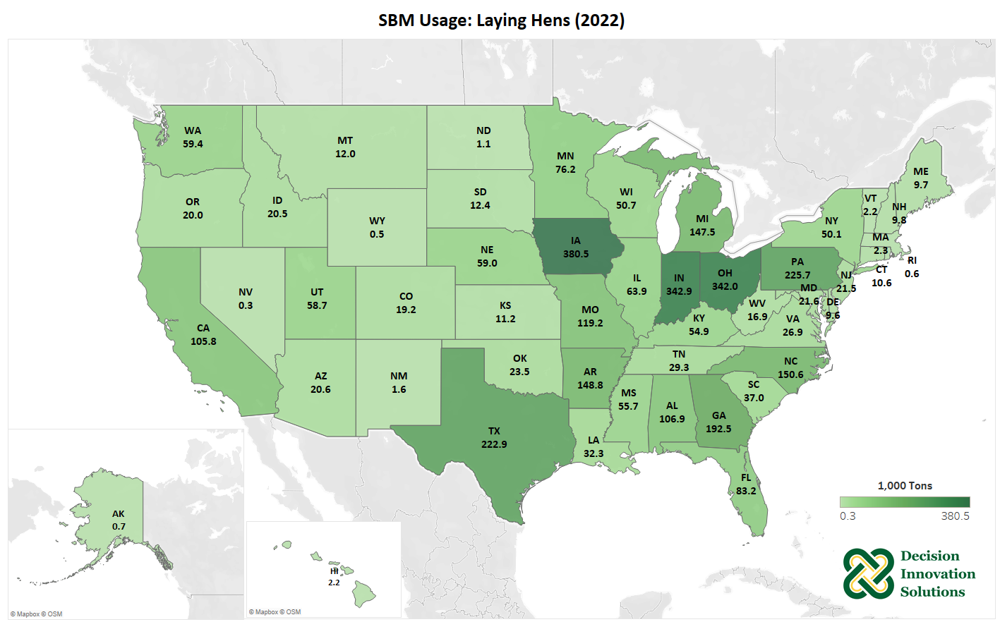 SBM Usage: Laying Hens (2022)
WA
59.4
MT
12.0
ND
1.1
MN
76.2
ME
9.7
OR
20.0
ID
20.5
SD
12.4
WI
50.7
VT
2.2
NH
9.8
WY
0.5
MI
147.5
NY
50.1
MA
2.3
IA
380.5
NE
59.0
PA
225.7
RI
0.6
CT
10.6
NV
0.3
UT
58.7
CO
19.2
KS
11.2
IL
63.9
IN
342.9
OH
342.0
NJ
21.5
MD
21.6
DE
9.6
WV
16.9
MO
119.2
KY
54.9
VA
26.9
CA
105.8
AZ
20.6
NM
1.6
OK
23.5
AR
148.8
TN
29.3
NC
150.6
SC
37.0
MS
55.7
AL
106.9
GA
192.5
TX
222.9
LA
32.3
FL
83.2
AK
0.7
HI
2.2
1,000 Tons
0.3 380.5
Decision
Innovation
Solutions
© Mapbox © OSM
© Mapbox © OSM